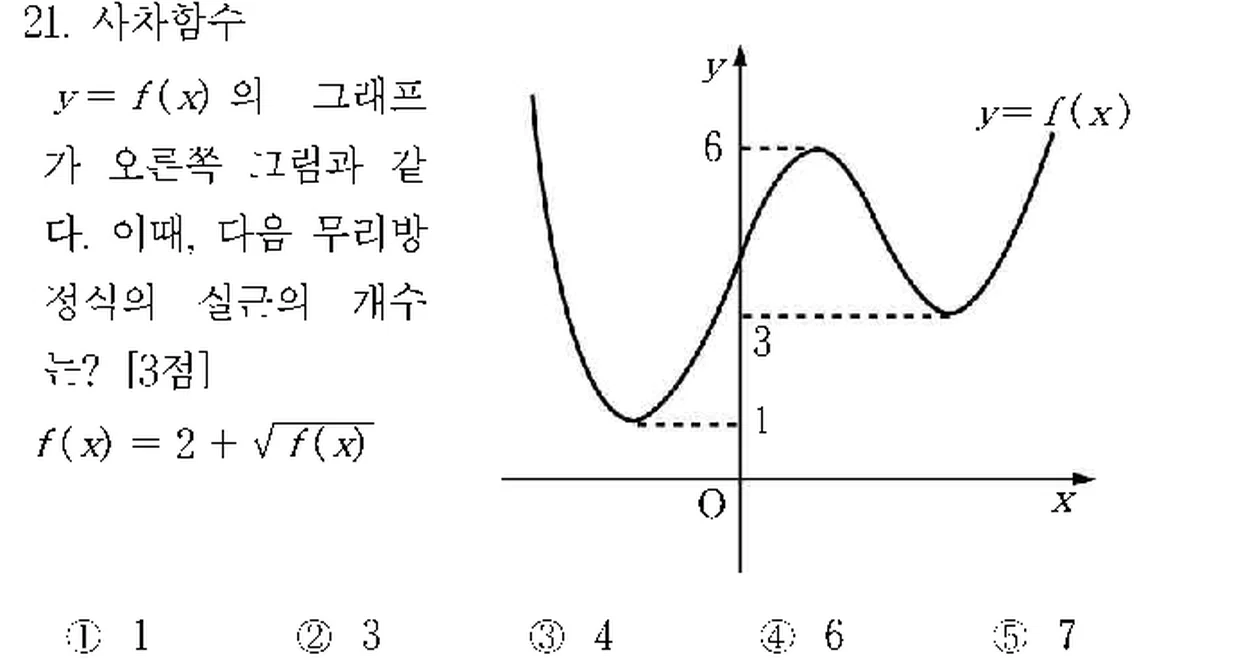 21. 사차함수
y = f(x) 의 그래프
가 오른쪽 그림과 같
다. 이때, 다음 무리방
정식의 실근의 개수
는? [3점]
f(x) = 2 + √f(x)
y
y = f(x)
6
3
1
O
x
① 1 ② 3 ③ 4 ④ 6 ⑤ 7